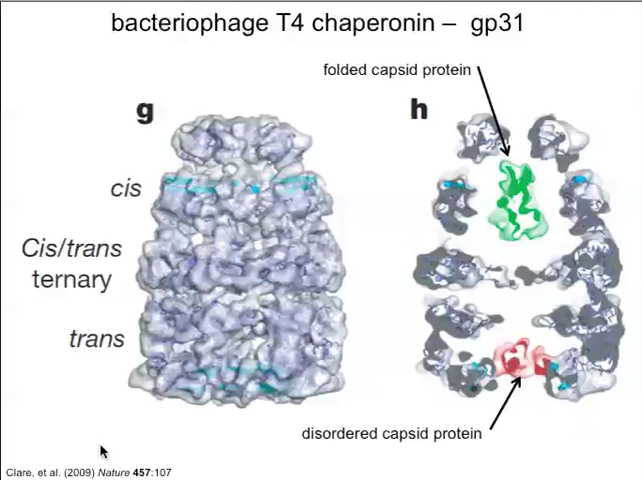 bacteriophage T4 chaperonin – gp31
folded capsid protein
g
h
cis
Cis/trans
ternary
trans
disordered capsid protein
Clare, et al. (2009) Nature 457:107